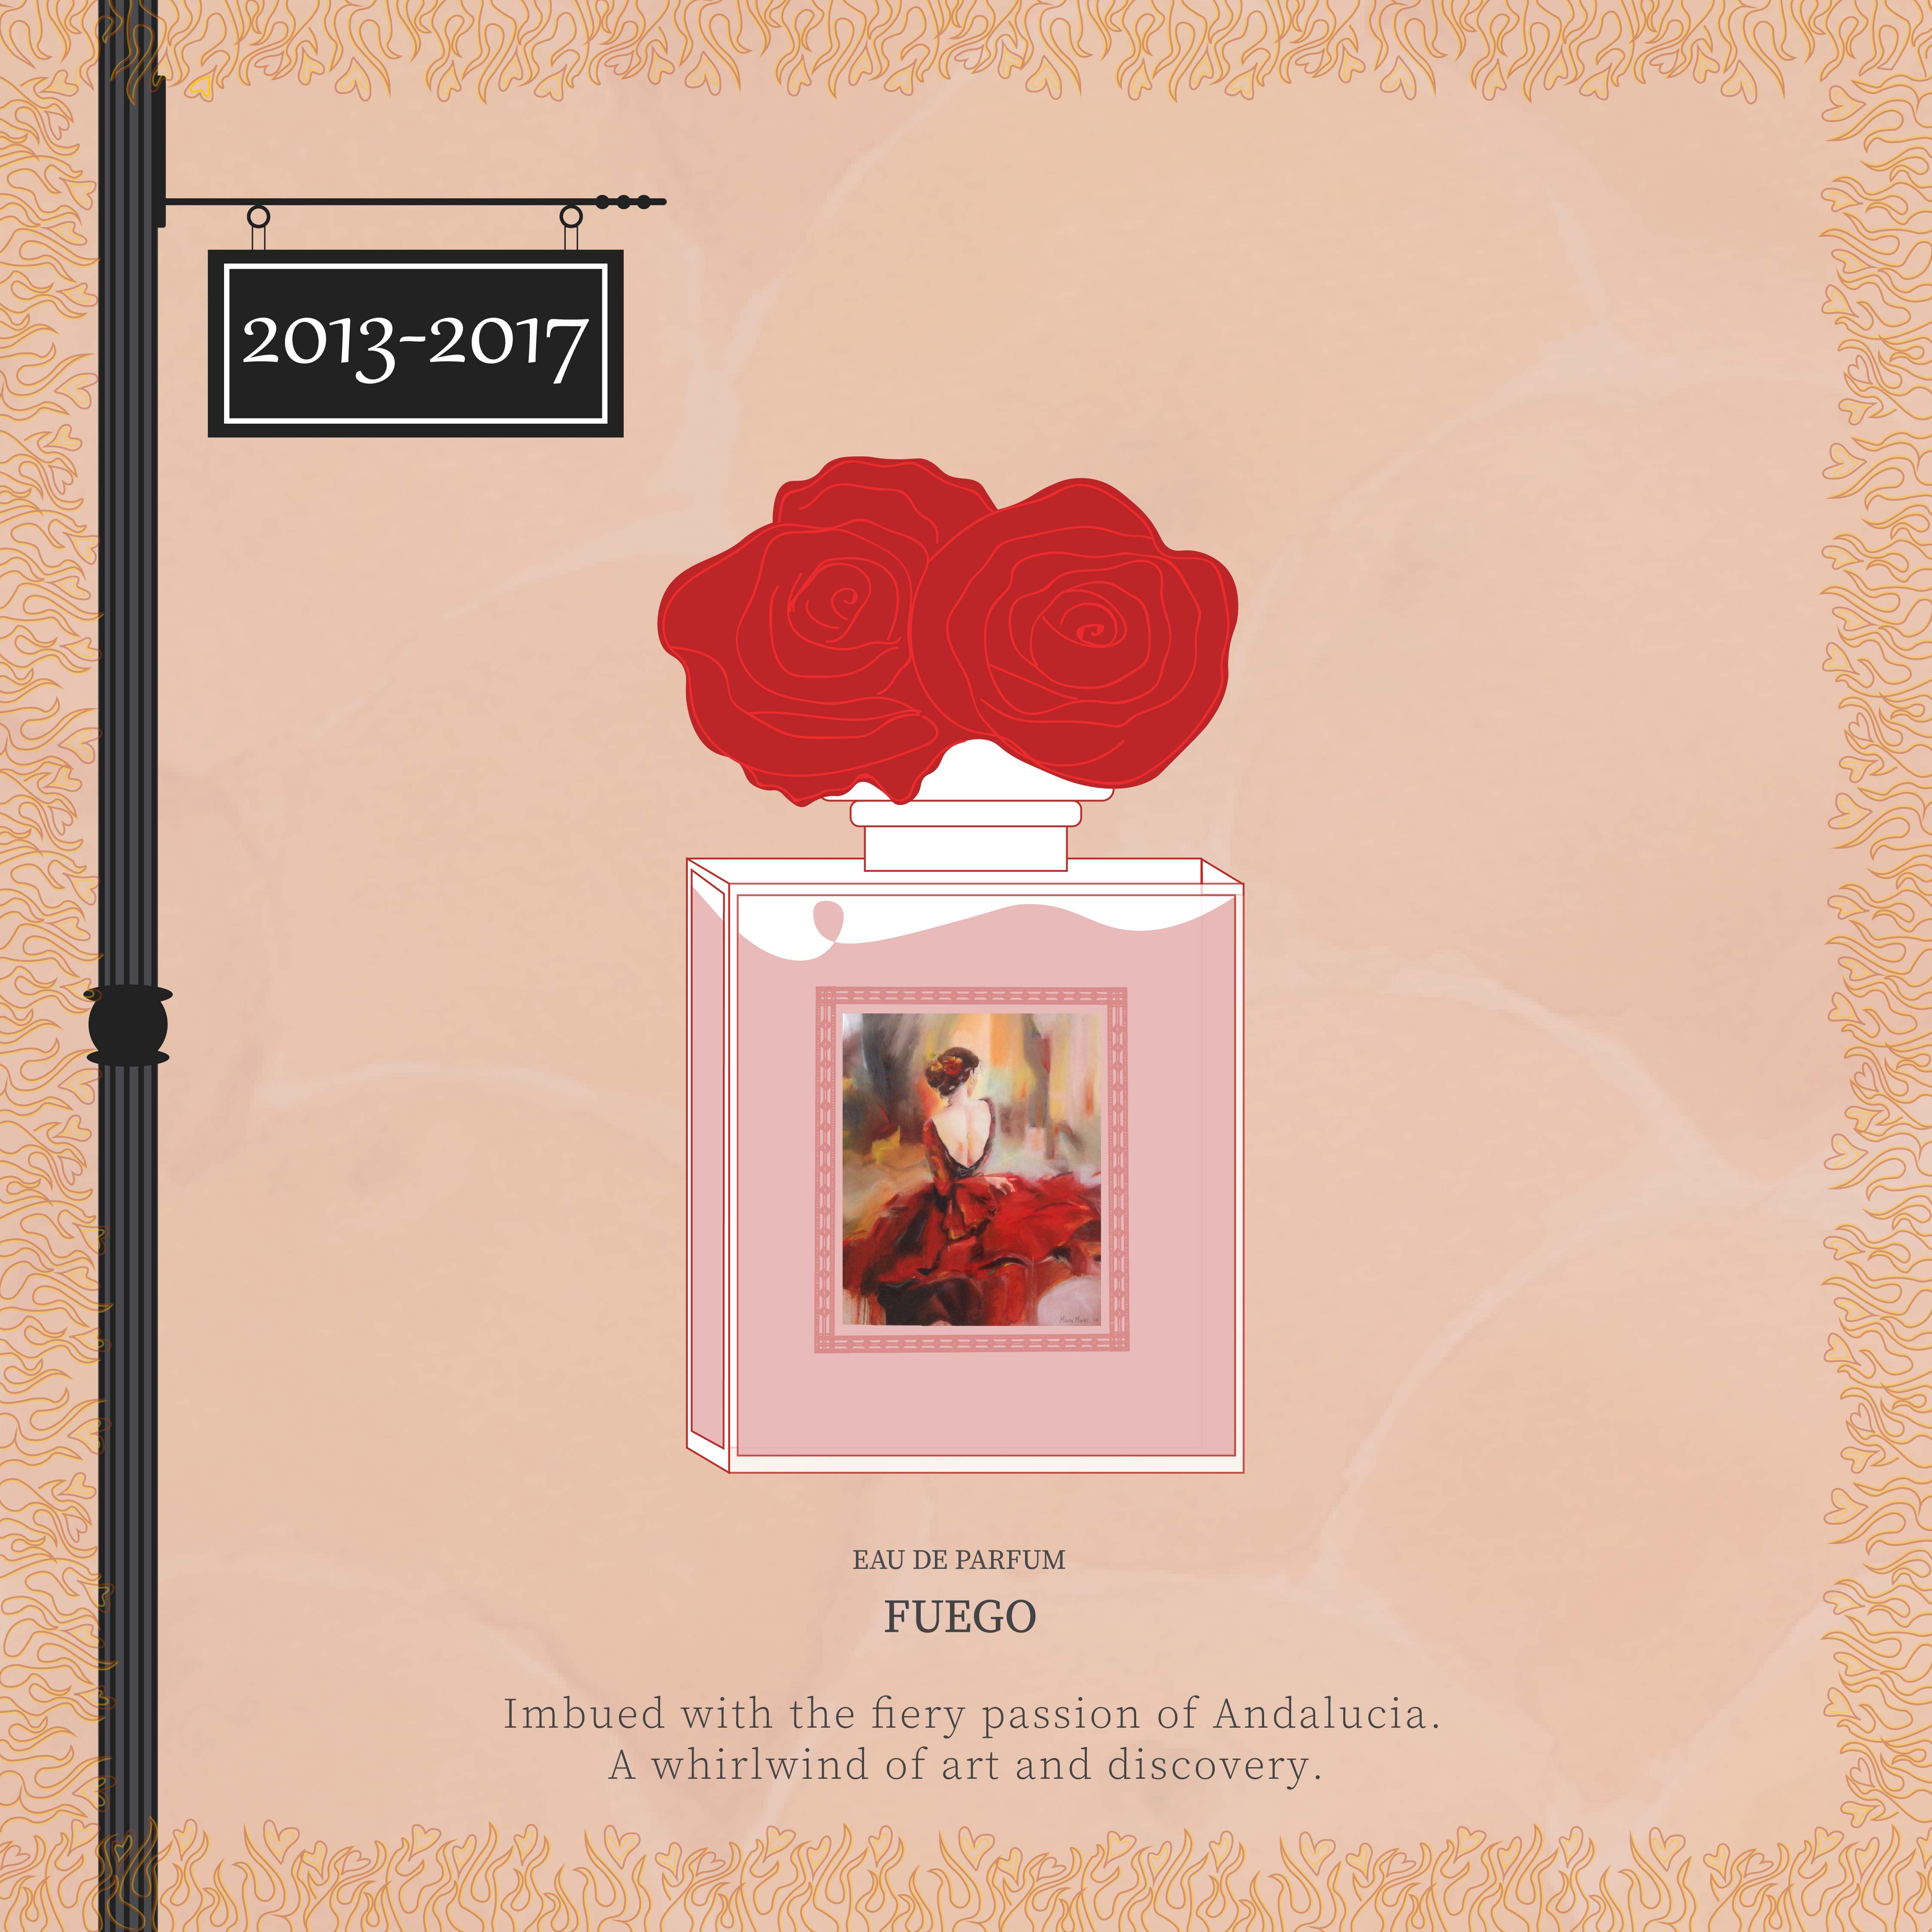 2013-2017
EAU DE PARFUM
FUEGO
Imbued with the fiery passion of Andalucia.
A whirlwind of art and discovery.